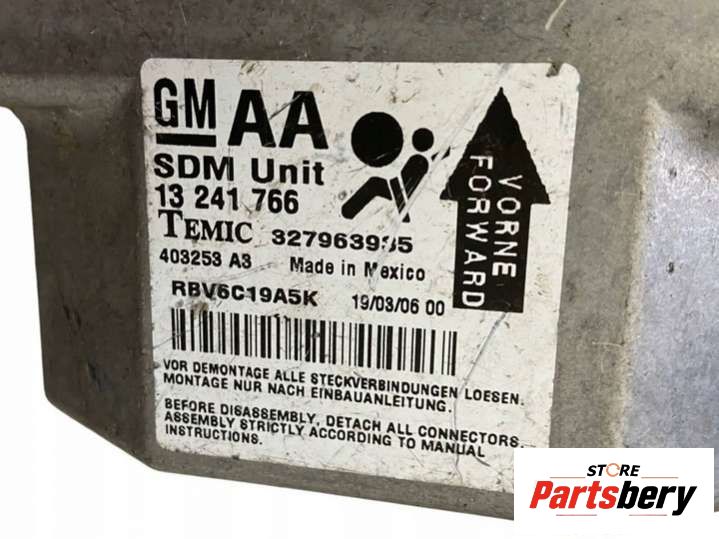 GM AA
SDM Unit
13 241 766
TEMIC 327963935
403253 A3 Made in Mexico
RBV6C19A5K 19/03/06 00
VORNE
FORWARD
VOR DEMONTAGE ALLE STECKVERBINDUNGEN LOESEN.
MONTAGE NUR NACH EINBAUANLEITUNG.
BEFORE DISASSEMBLY, DETACH ALL CONNECTORS.
ASSEMBLY STRICTLY ACCORDING TO MANUAL
INSTRUCTIONS.
STORE
Partsbery